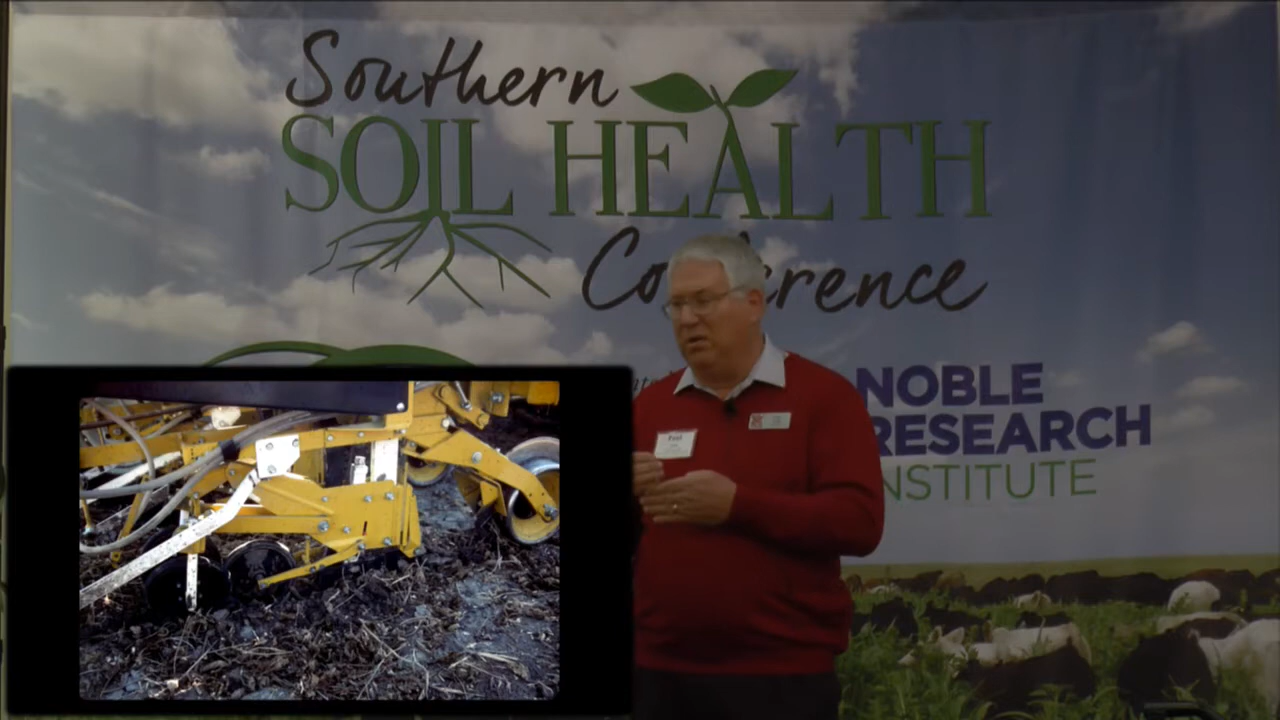 Southern
SOIL HEALTH
Conference
NOBLE
RESEARCH
INSTITUTE
Paul